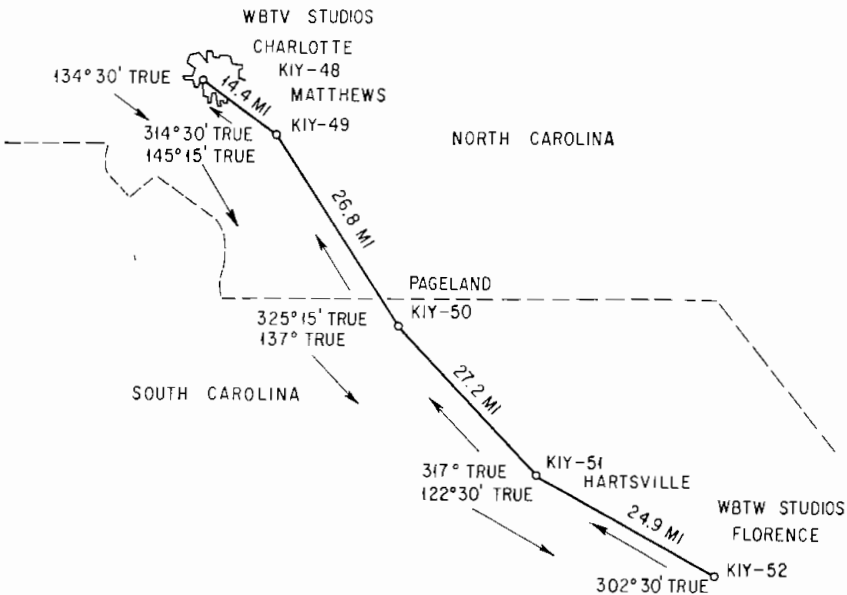 WBTV STUDIOS
CHARLOTTE
KIY-48
134°30' TRUE
14.4 MI
MATTHEWS
KIY-49
314°30' TRUE
145°15' TRUE
NORTH CAROLINA
26.8 MI
PAGELAND
KIY-50
325°15' TRUE
137° TRUE
SOUTH CAROLINA
27.2 MI
KIY-51
HARTSVILLE
317° TRUE
122°30' TRUE
24.9 MI
WBTW STUDIOS
FLORENCE
KIY-52
302°30' TRUE